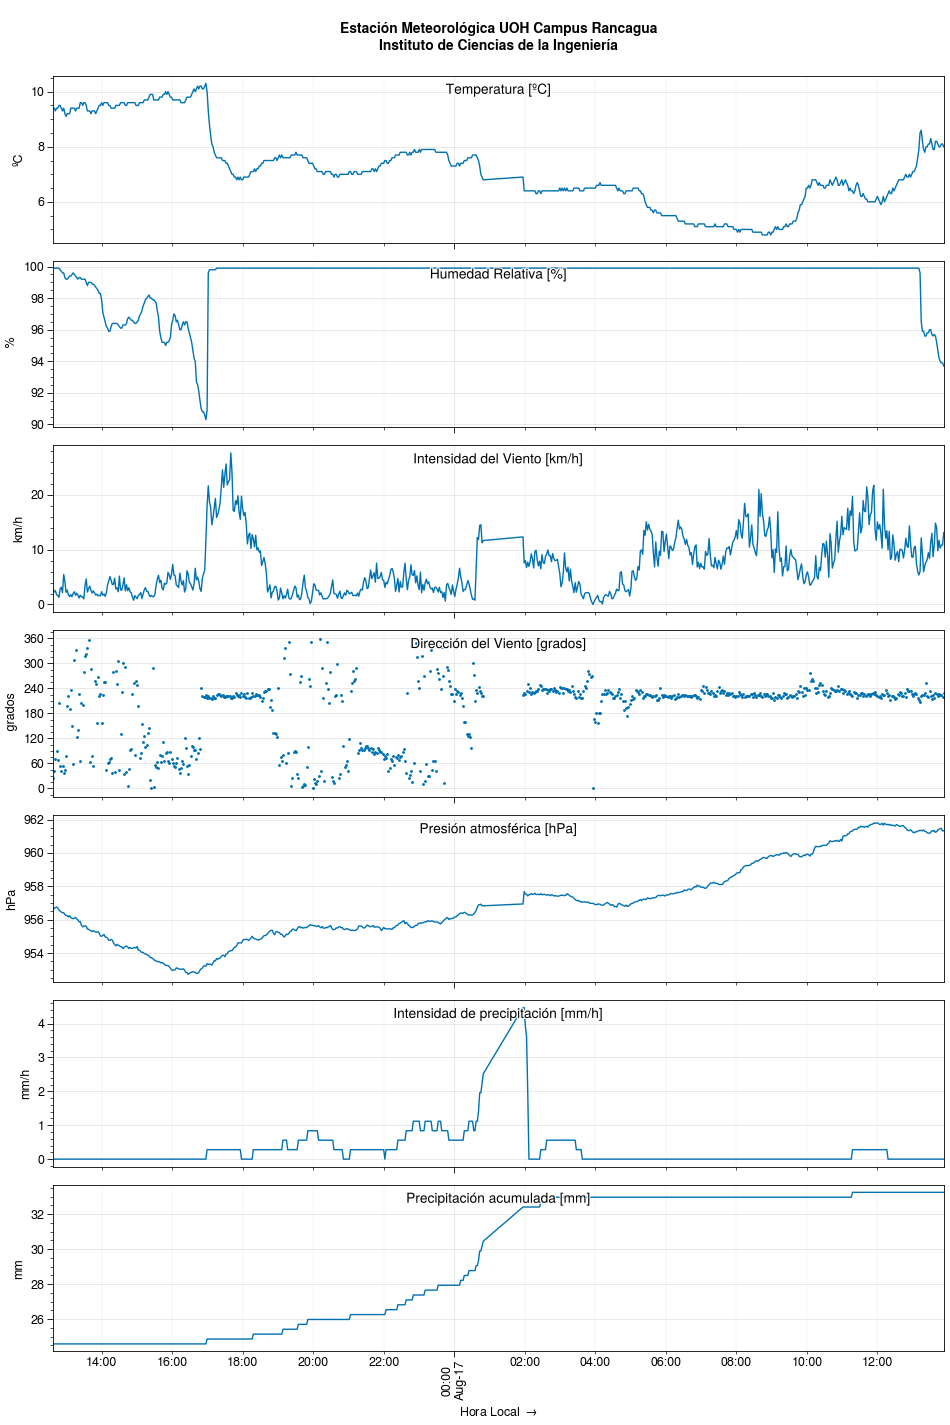 Estación Meteorológica UOH Campus Rancagua
Instituto de Ciencias de la Ingeniería
Temperatura [ºC]
ºC
10
8
6
Humedad Relativa [%]
%
100
98
96
94
92
90
Intensidad del Viento [km/h]
km/h
20
10
0
Dirección del Viento [grados]
grados
360
300
240
180
120
60
0
Presión atmosférica [hPa]
hPa
962
960
958
956
954
Intensidad de precipitación [mm/h]
mm/h
4
3
2
1
0
Precipitación acumulada [mm]
mm
32
30
28
26
14:00
16:00
18:00
20:00
22:00
00:00
Aug-17
02:00
04:00
06:00
08:00
10:00
12:00
Hora Local →